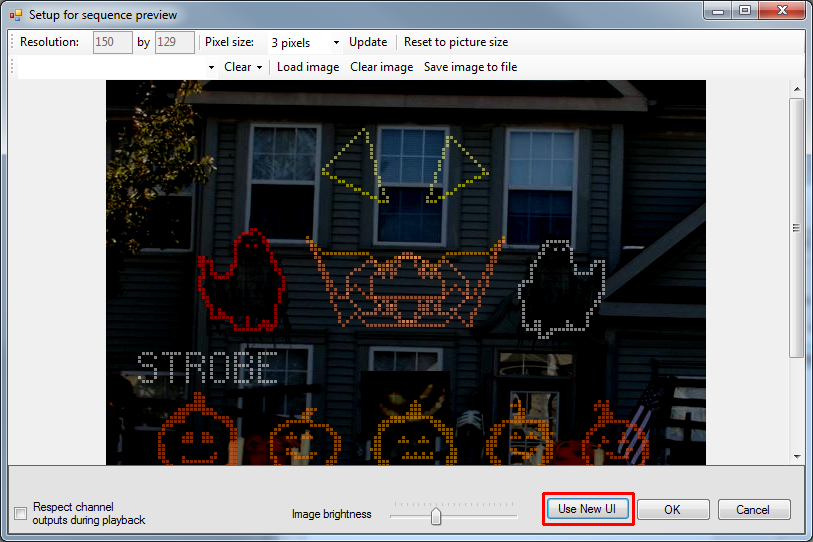 Setup for sequence preview
Resolution: 150 by 129 Pixel size: 3 pixels Update Reset to picture size
Clear Load image Clear image Save image to file
STROBE
Respect channel
outputs during playback
Image brightness
Use New UI
OK
Cancel